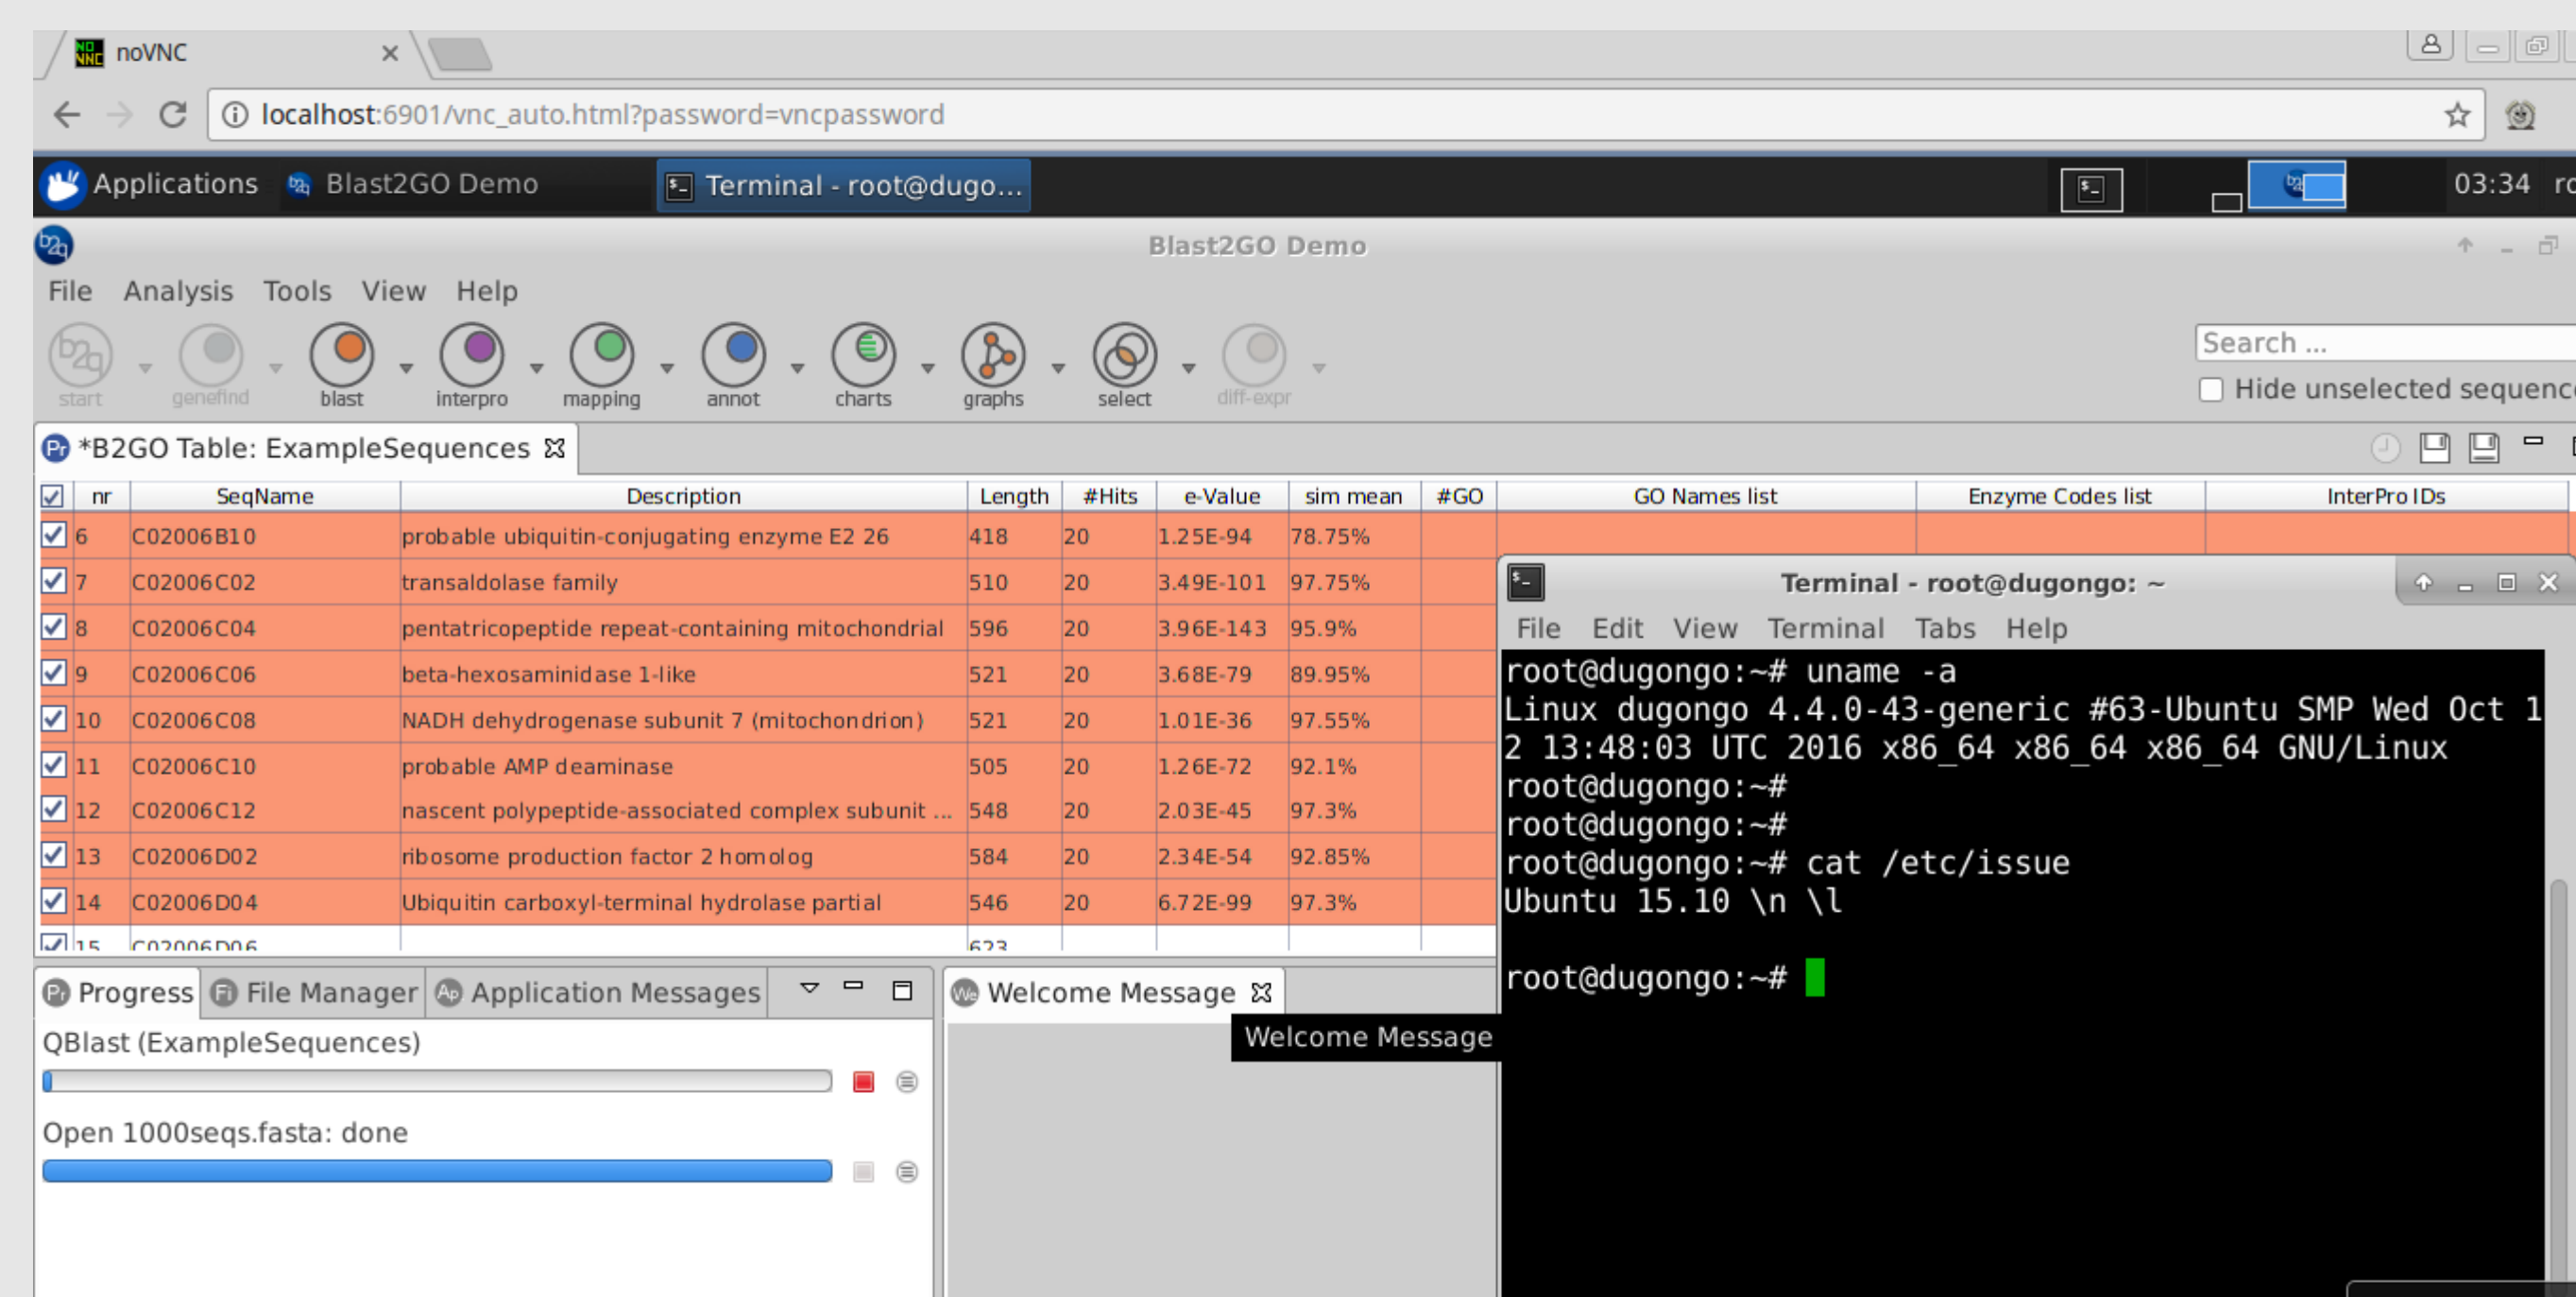 noVNC
localhost:6901/vnc_auto.html?password=vncpassword
Applications Blast2GO Demo Terminal - root@dugo... 03:34
Blast2GO Demo
File Analysis Tools View Help
start genefind blast interpro mapping annot charts graphs select diff-expr
Search ...
Hide unselected
*B2GO Table: ExampleSequences
nr SeqName Description Length #Hits e-Value sim mean #GO GO Names list Enzyme Codes list InterPro IDs
6 C02006B10 probable ubiquitin-conjugating enzyme E2 26 418 20 1.25E-94 78.75%
7 C02006C02 transaldolase family 510 20 3.49E-101 97.75%
8 C02006C04 pentatricopeptide repeat-containing mitochondrial 596 20 3.96E-143 95.9%
9 C02006C06 beta-hexosaminidase 1-like 521 20 3.68E-79 89.95%
10 C02006C08 NADH dehydrogenase subunit 7 (mitochondrion) 521 20 1.01E-36 97.55%
11 C02006C10 probable AMP deaminase 505 20 1.26E-72 92.1%
12 C02006C12 nascent polypeptide-associated complex subunit ... 548 20 2.03E-45 97.3%
13 C02006D02 ribosome production factor 2 homolog 584 20 2.34E-54 92.85%
14 C02006D04 Ubiquitin carboxyl-terminal hydrolase partial 546 20 6.72E-99 97.3%
15 C02006D06 623
Progress File Manager Application Messages
QBlast (ExampleSequences)
Open 1000seqs.fasta: done
Welcome Message
Welcome Message
Terminal - root@dugongo: ~
File Edit View Terminal Tabs Help
root@dugongo:~# uname -a
Linux dugongo 4.4.0-43-generic #63-Ubuntu SMP Wed Oct 1
2 13:48:03 UTC 2016 x86_64 x86_64 x86_64 GNU/Linux
root@dugongo:~#
root@dugongo:~#
root@dugongo:~# cat /etc/issue
Ubuntu 15.10 \n \l
root@dugongo:~#